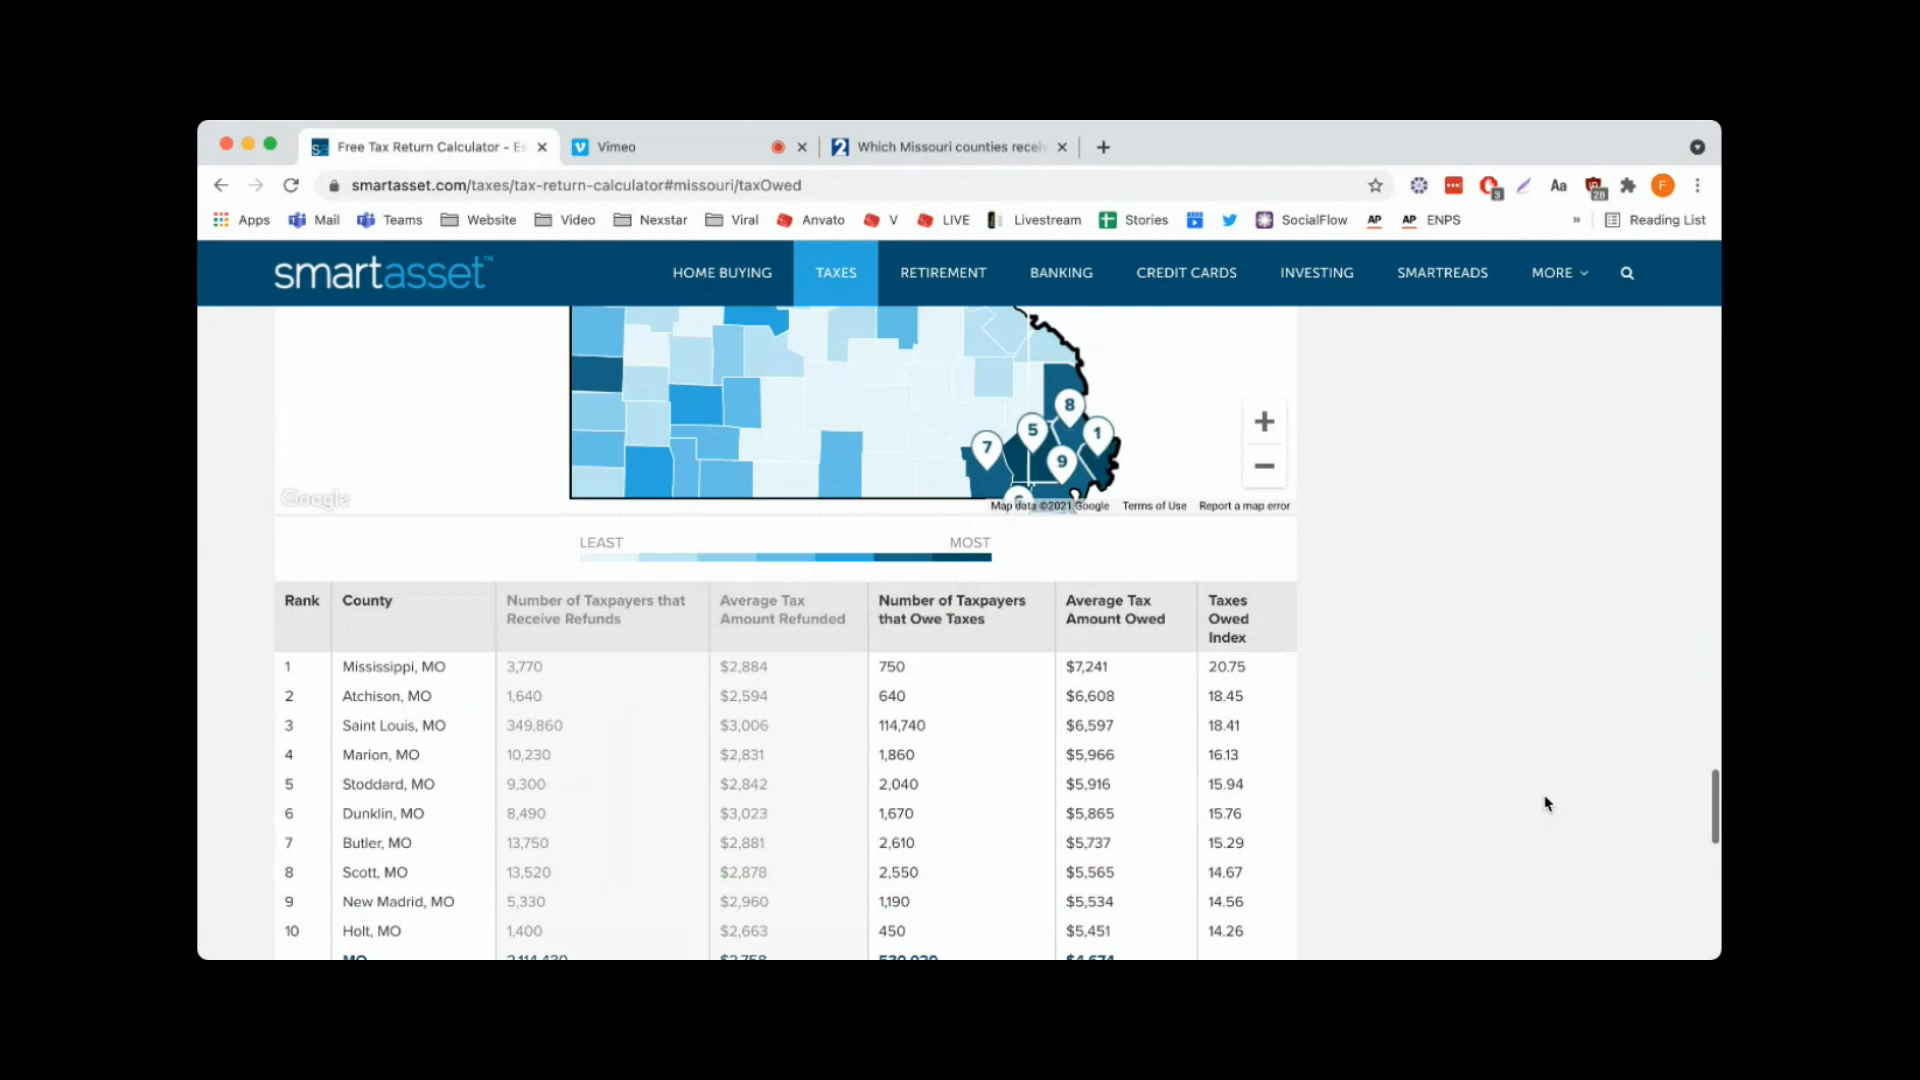 Free Tax Return Calculator - Es
Vimeo
Which Missouri counties recei
smartasset.com/taxes/tax-return-calculator#missouri/taxOwed
3
Aa
28
F
Apps Mail Teams Website Video Nexstar Viral Anvato V LIVE Livestream Stories SocialFlow AP AP ENPS » Reading List
smartasset™ HOME BUYING TAXES RETIREMENT BANKING CREDIT CARDS INVESTING SMARTREADS MORE
8
5 1
7 9
+
−
Google
Map data ©2021 Google Terms of Use Report a map error
LEAST MOST
Rank County Number of Taxpayers that Receive Refunds Average Tax Amount Refunded Number of Taxpayers that Owe Taxes Average Tax Amount Owed Taxes Owed Index
1 Mississippi, MO 3,770 $2,884 750 $7,241 20.75
2 Atchison, MO 1,640 $2,594 640 $6,608 18.45
3 Saint Louis, MO 349,860 $3,006 114,740 $6,597 18.41
4 Marion, MO 10,230 $2,831 1,860 $5,966 16.13
5 Stoddard, MO 9,300 $2,842 2,040 $5,916 15.94
6 Dunklin, MO 8,490 $3,023 1,670 $5,865 15.76
7 Butler, MO 13,750 $2,881 2,610 $5,737 15.29
8 Scott, MO 13,520 $2,878 2,550 $5,565 14.67
9 New Madrid, MO 5,330 $2,960 1,190 $5,534 14.56
10 Holt, MO 1,400 $2,663 450 $5,451 14.26
MO